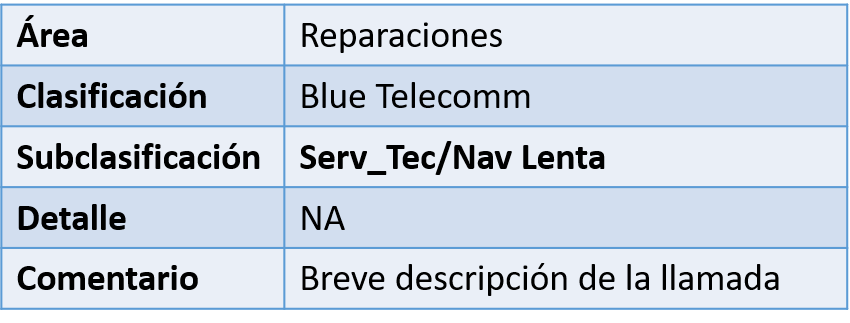 Área Reparaciones
Clasificación Blue Telecomm
Subclasificación Serv_Tec/Nav Lenta
Detalle NA
Comentario Breve descripción de la llamada